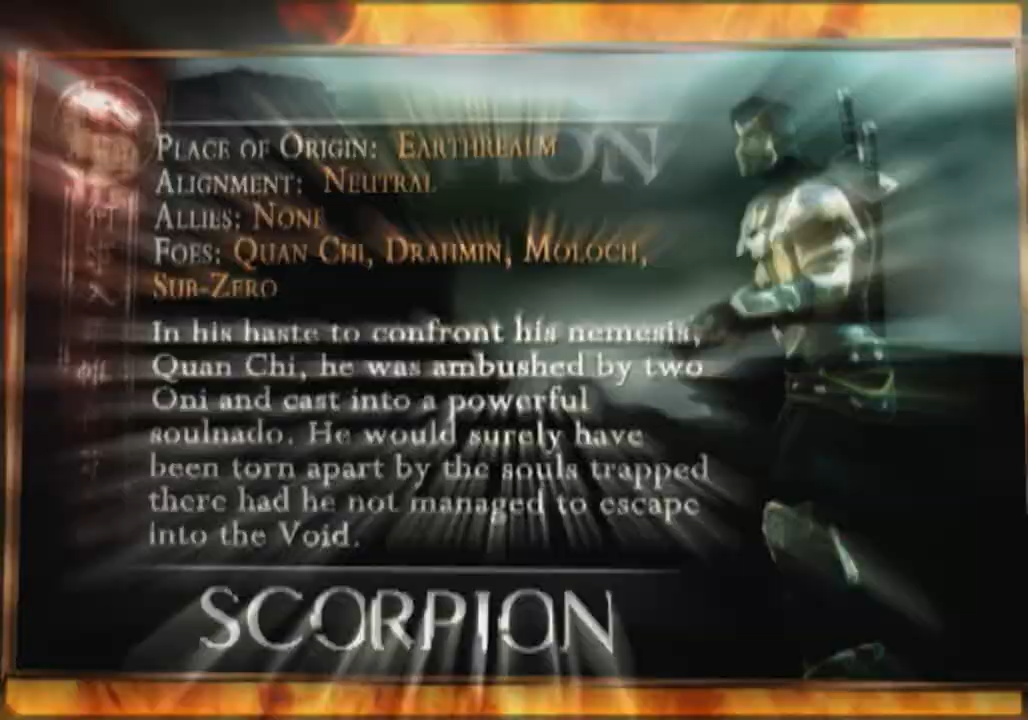 PLACE OF ORIGIN: EARTHREALM
ALIGNMENT: NEUTRAL
ALLIES: NONE
FOES: QUAN CHI, DRAHMIN, MOLOCH,
SUB-ZERO
In his haste to confront his nemesis,
Quan Chi, he was ambushed by two
Oni and cast into a powerful
soulnado. He would surely have
been torn apart by the souls trapped
there had he not managed to escape
into the Void.
SCORPION